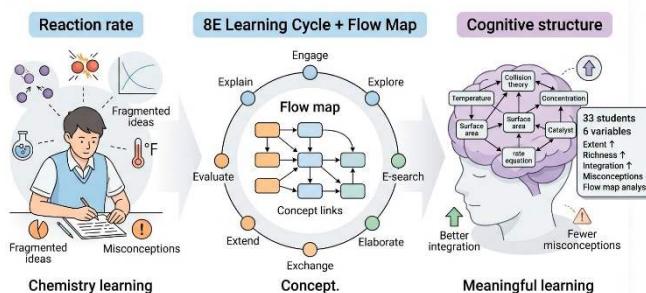 Reaction rate
Fragmented
ideas
°F
!
Fragmented
ideas
Misconceptions
Chemistry learning
8E Learning Cycle + Flow Map
Engage
Explain
Explore
Flow map
Evaluate
E-search
Concept links
Extend
Elaborate
Exchange
Concept.
Cognitive structure
Collision
theory
Temperature
Concentration
Surface
area
Surface
area
Catalyst
rate
equation
33 students
6 variables
Extent ↑
Richness ↑
Integration ↑
Misconceptions
Flow map analys
Better
integration
!
Fewer
misconceptions
Meaningful learning